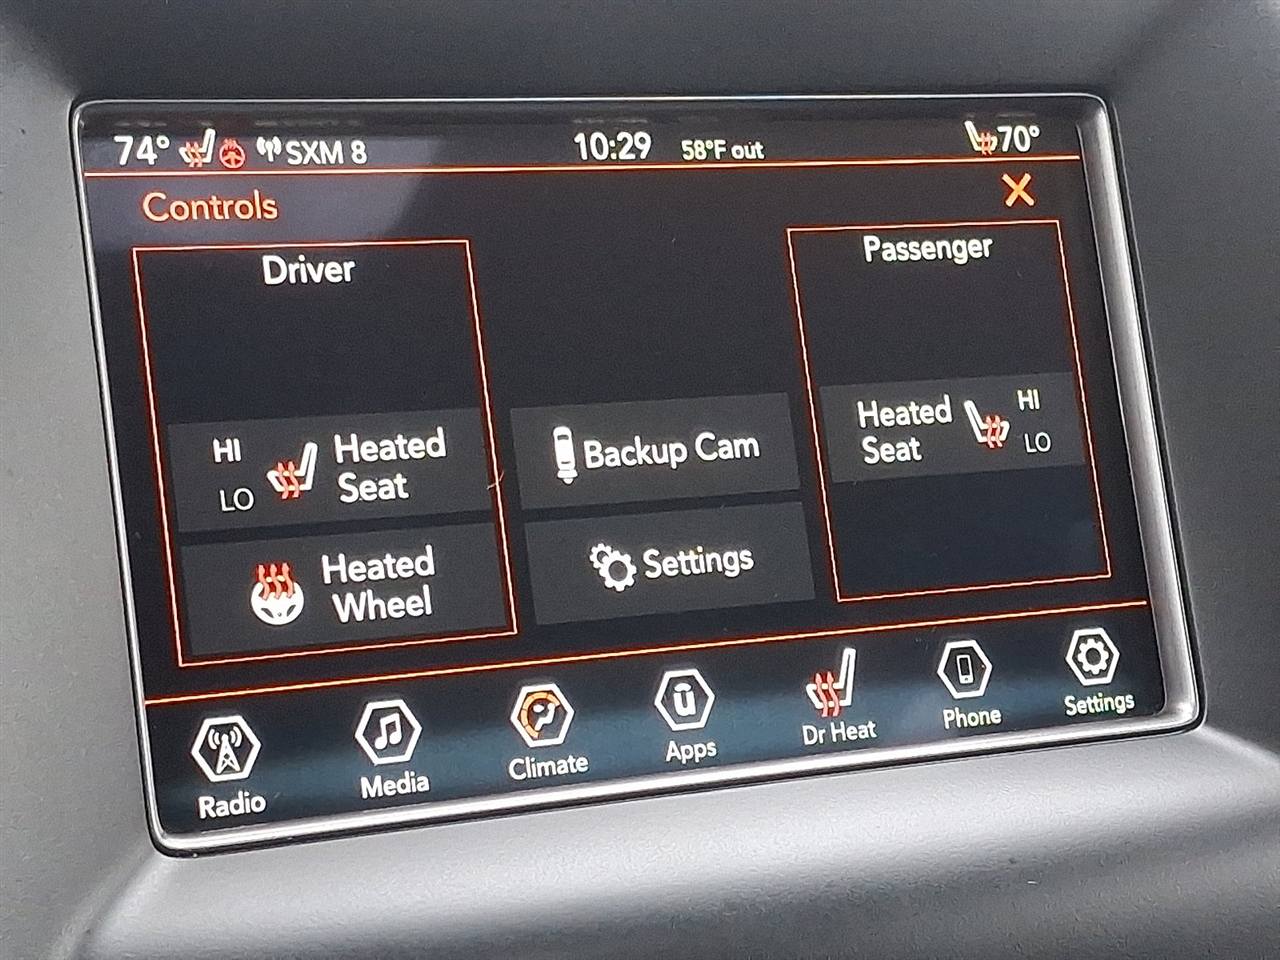 74° SXM 8 10:29 58°F out 70°
Controls
Driver
HI
LO
Heated
Seat
Heated
Wheel
Backup Cam
Settings
Passenger
Heated
Seat
HI
LO
Radio
Media
Climate
Apps
Dr Heat
Phone
Settings